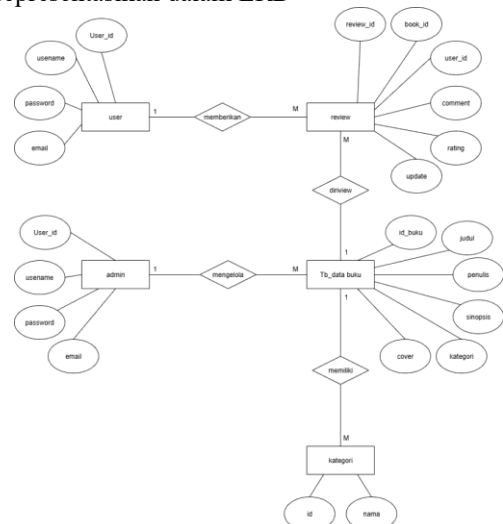 User_id
usename
password
email
user
1
memberikan
M
review
review_id
book_id
user_id
comment
rating
update
M
diriview
1
User_id
usename
password
email
admin
1
mengelola
M
Tb_data buku
id_buku
judul
penulis
sinopsis
kategori
cover
1
memiliki
M
kategori
id
nama